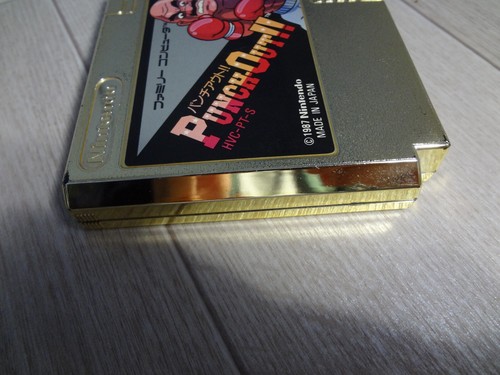 Nintendo
ファミリー コンピュータ
パンチアウト!!
PUNCH-OUT!!
HVC-PT-S
©1987 Nintendo
MADE IN JAPAN